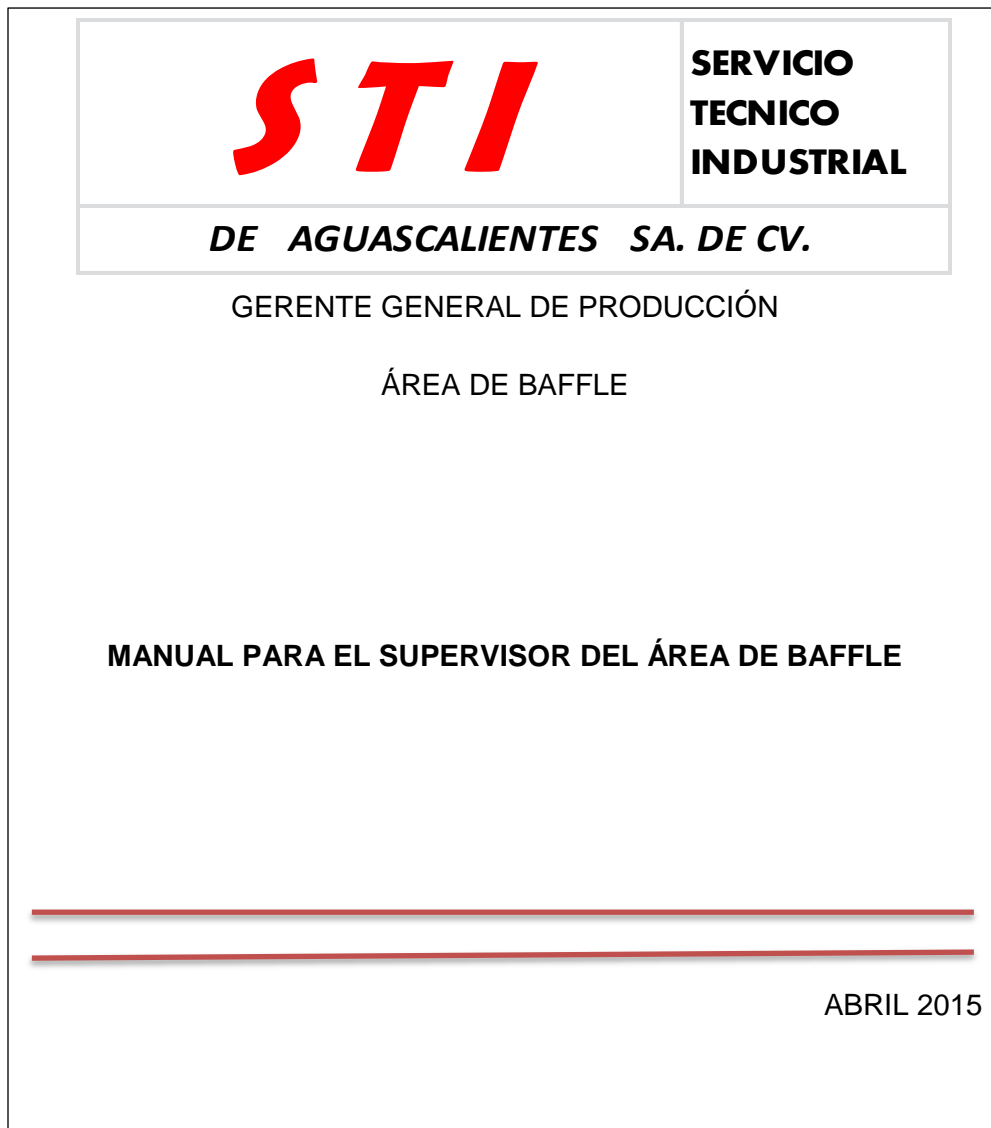 STI
SERVICIO
TECNICO
INDUSTRIAL
DE AGUASCALIENTES SA. DE CV.
GERENTE GENERAL DE PRODUCCIÓN
ÁREA DE BAFFLE
MANUAL PARA EL SUPERVISOR DEL ÁREA DE BAFFLE
ABRIL 2015